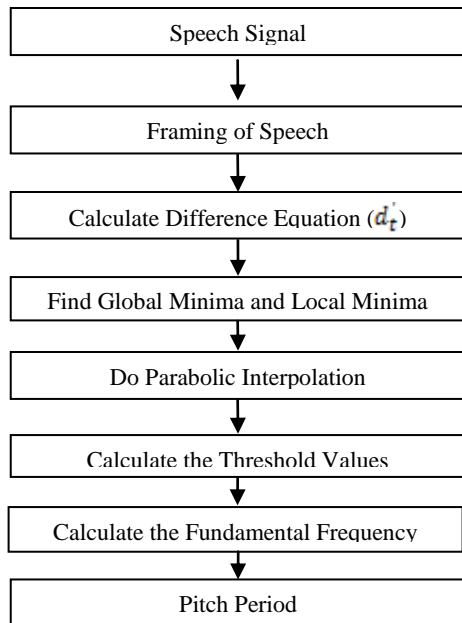 Speech Signal
Framing of Speech
Calculate Difference Equation (d't)
Find Global Minima and Local Minima
Do Parabolic Interpolation
Calculate the Threshold Values
Calculate the Fundamental Frequency
Pitch Period